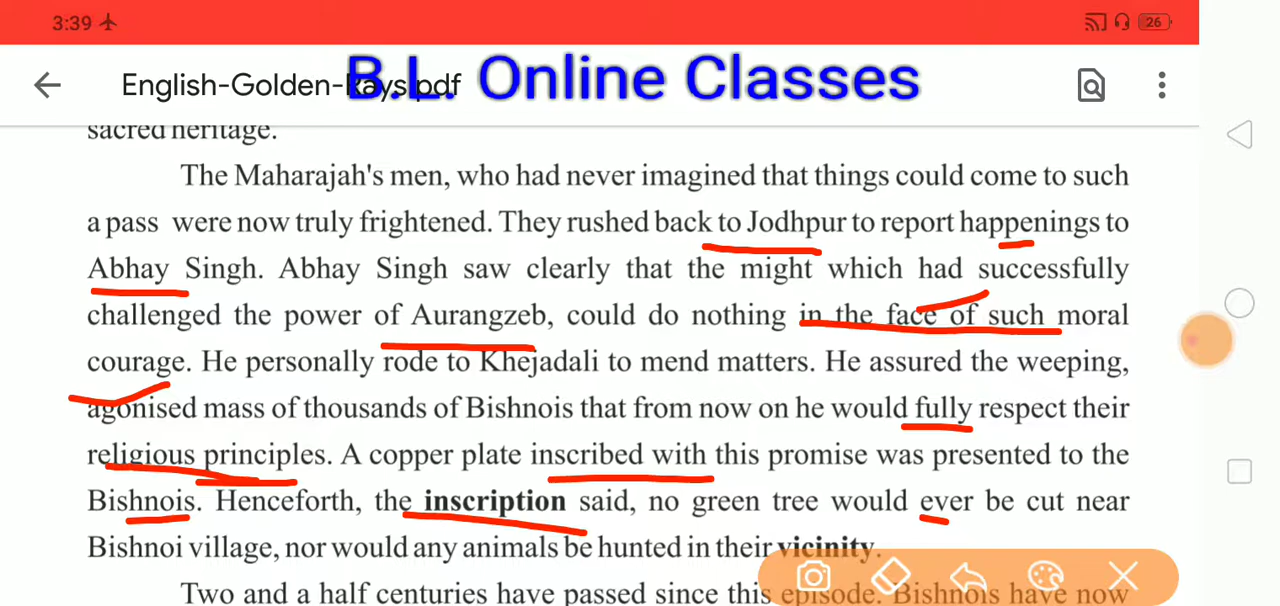 3:39
26
English-Golden-Rays.pdf
B.L. Online Classes
sacred heritage.
The Maharajah's men, who had never imagined that things could come to such
a pass were now truly frightened. They rushed back to Jodhpur to report happenings to
Abhay Singh. Abhay Singh saw clearly that the might which had successfully
challenged the power of Aurangzeb, could do nothing in the face of such moral
courage. He personally rode to Khejadali to mend matters. He assured the weeping,
agonised mass of thousands of Bishnois that from now on he would fully respect their
religious principles. A copper plate inscribed with this promise was presented to the
Bishnois. Henceforth, the inscription said, no green tree would ever be cut near
Bishnoi village, nor would any animals be hunted in their vicinity.
Two and a half centuries have passed since this episode. Bishnois have now